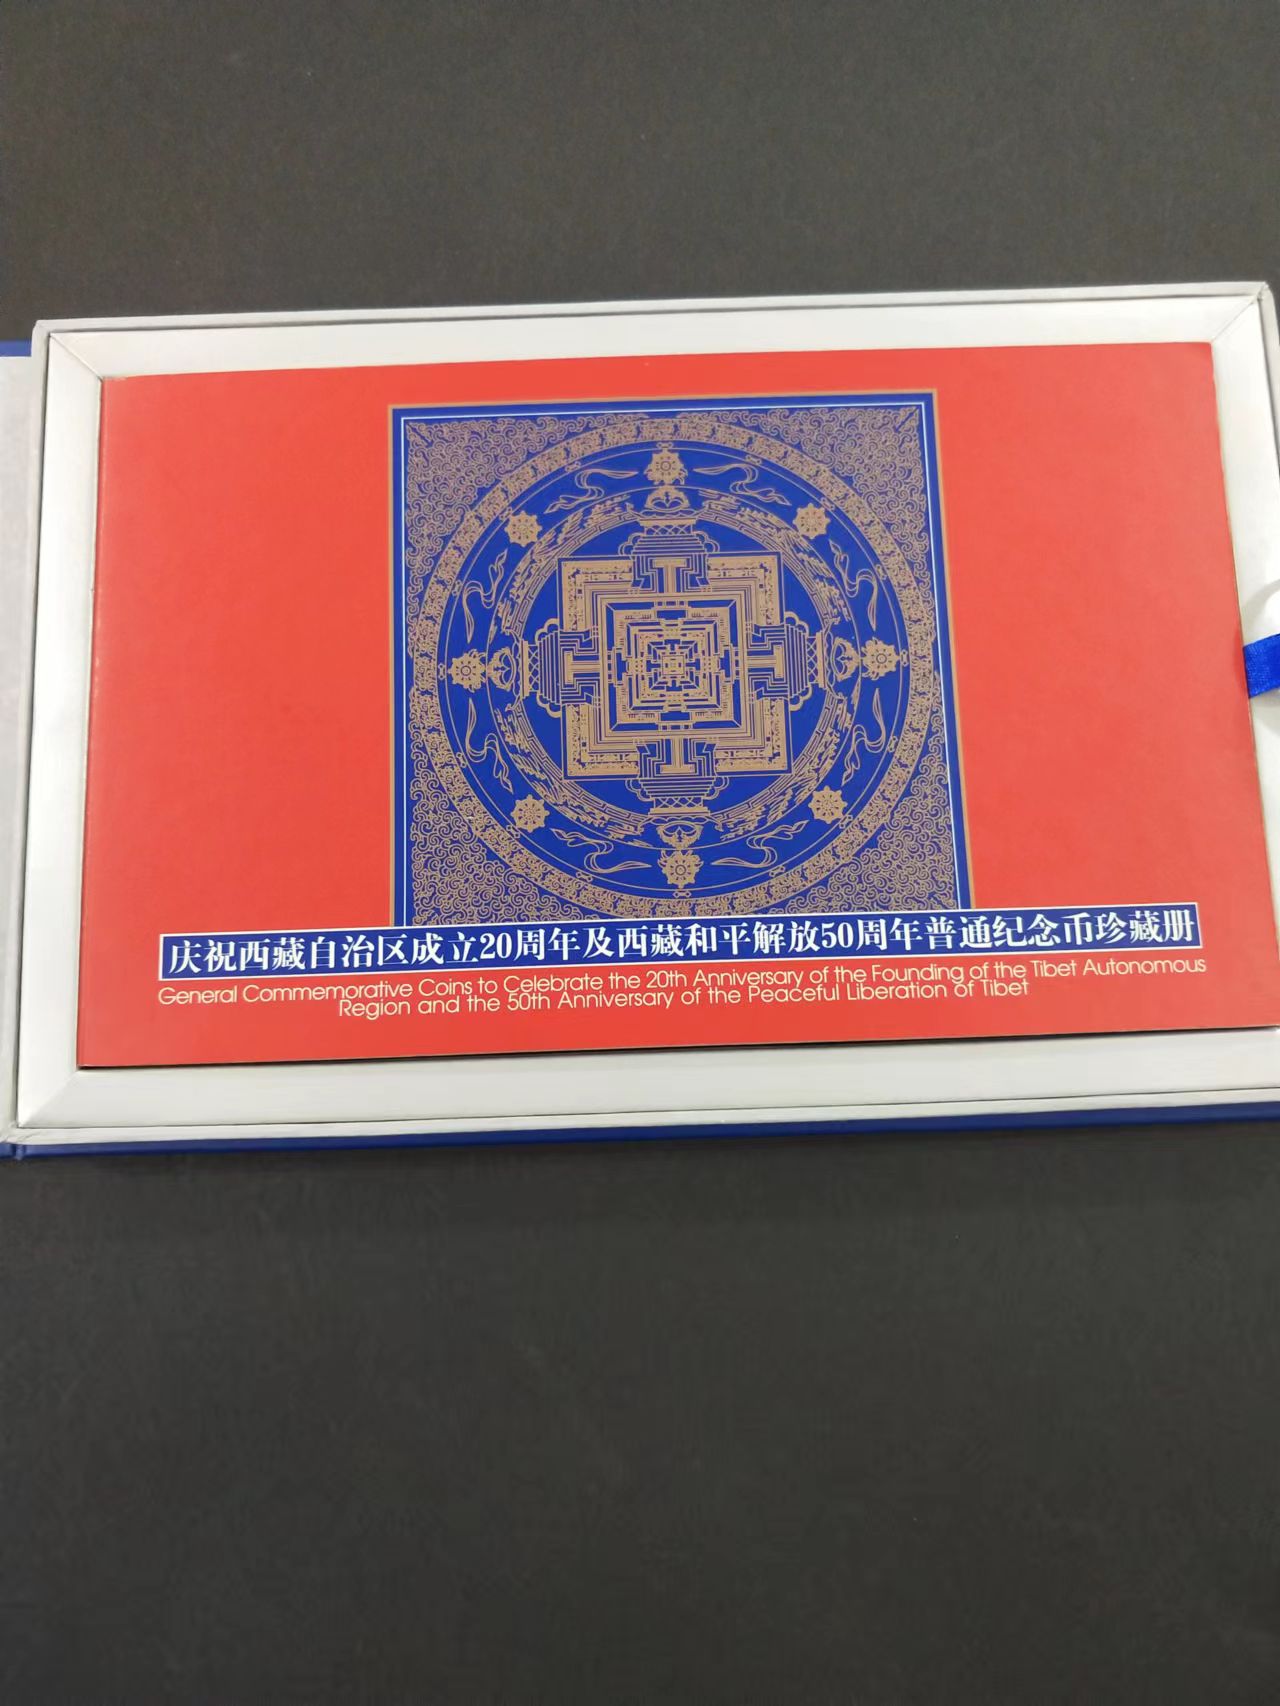 庆祝西藏自治区成立20周年及西藏和平解放50周年普通纪念币珍藏册
General Commemorative Coins to Celebrate the 20th Anniversary of the Founding of the Tibet Autonomous
Region and the 50th Anniversary of the Peaceful Liberation of Tibet